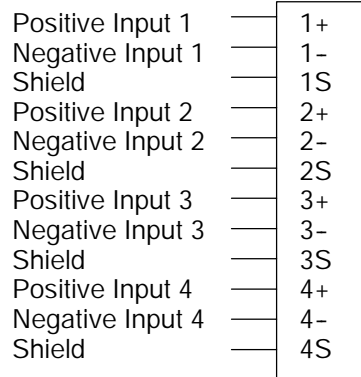 Positive Input 1 1+
Negative Input 1 1-
Shield 1S
Positive Input 2 2+
Negative Input 2 2-
Shield 2S
Positive Input 3 3+
Negative Input 3 3-
Shield 3S
Positive Input 4 4+
Negative Input 4 4-
Shield 4S